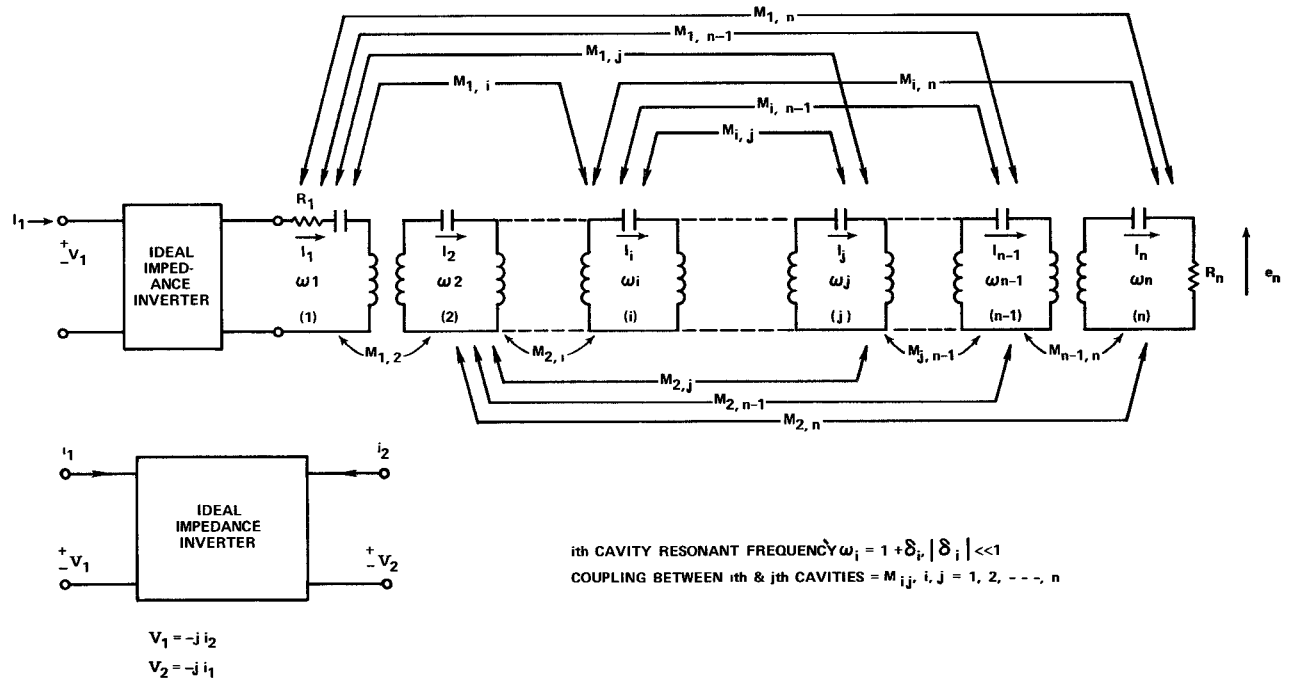 M1, n
M1, n-1
M1, j
M1, i
Mi, n
Mi, n-1
Mi, j
I1
+
- V1
IDEAL
IMPED-
ANCE
INVERTER
R1
I1
ω1
(1)
I2
ω2
(2)
Ii
ωi
(i)
Ij
ωj
(j)
In-1
ωn-1
(n-1)
In
ωn
(n)
Rn
en
M1, 2
M2, i
Mj, n-1
Mn-1, n
M2, j
M2, n-1
M2, n
i1
i2
IDEAL
IMPEDANCE
INVERTER
+
- V1
+
- V2
ith CAVITY RESONANT FREQUENCY ωi = 1 + δi, |δi| <<1
COUPLING BETWEEN ith & jth CAVITIES = Mij, i, j = 1, 2, - - -, n
V1 = -j i2
V2 = -j i1